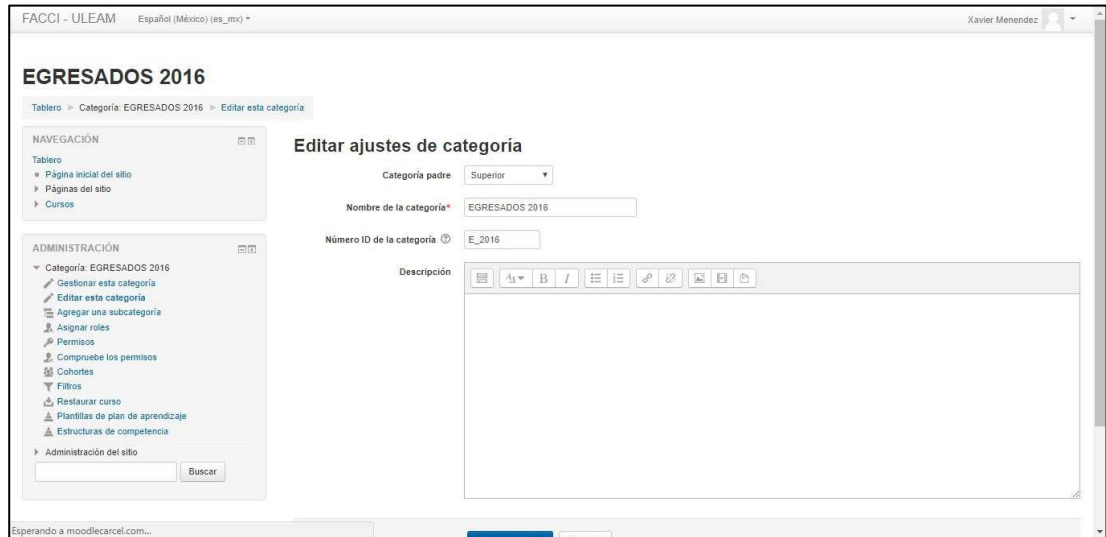 FACCI - ULEAM Español (México) (es_mx) Xavier Menendez
EGRESADOS 2016
Tablero Categoría: EGRESADOS 2016 Editar esta categoría
NAVEGACIÓN
Tablero
Página inicial del sitio
Páginas del sitio
Cursos
ADMINISTRACIÓN
Categoría: EGRESADOS 2016
Gestionar esta categoría
Editar esta categoría
Agregar una subcategoría
Asignar roles
Permisos
Compruebe los permisos
Cohortes
Filtros
Restaurar curso
Plantillas de plan de aprendizaje
Estructuras de competencia
Administración del sitio
Buscar
Editar ajustes de categoría
Categoría padre Superior
Nombre de la categoría* EGRESADOS 2016
Número ID de la categoría E_2016
Descripción
B I
Esperando a moodlecarcel.com...